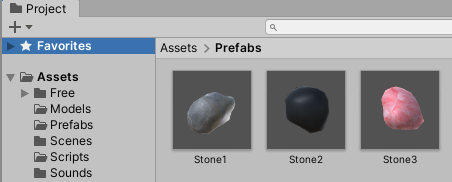 Project
Favorites
Assets
Free
Models
Prefabs
Scenes
Scripts
Sounds
Assets > Prefabs
Stone1 Stone2 Stone3